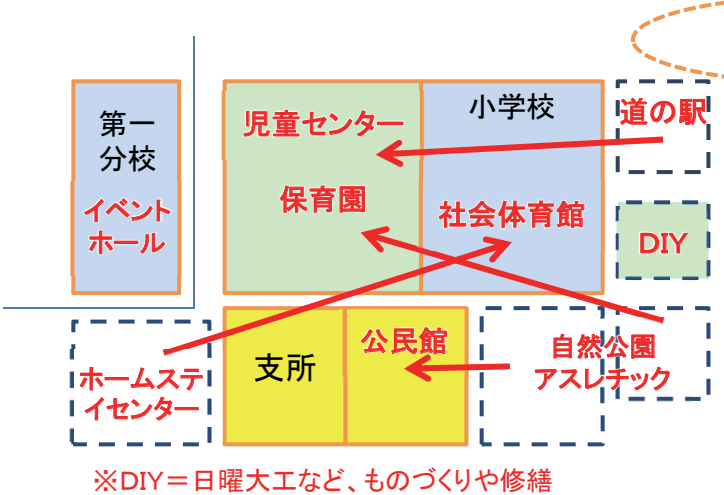 第一
分校
イベント
ホール
児童センター
保育園
小学校
社会体育館
道の駅
DIY
ホームステ
イセンター
支所
公民館
自然公園
アスレチック
※DIY＝日曜大工など、ものづくりや修繕